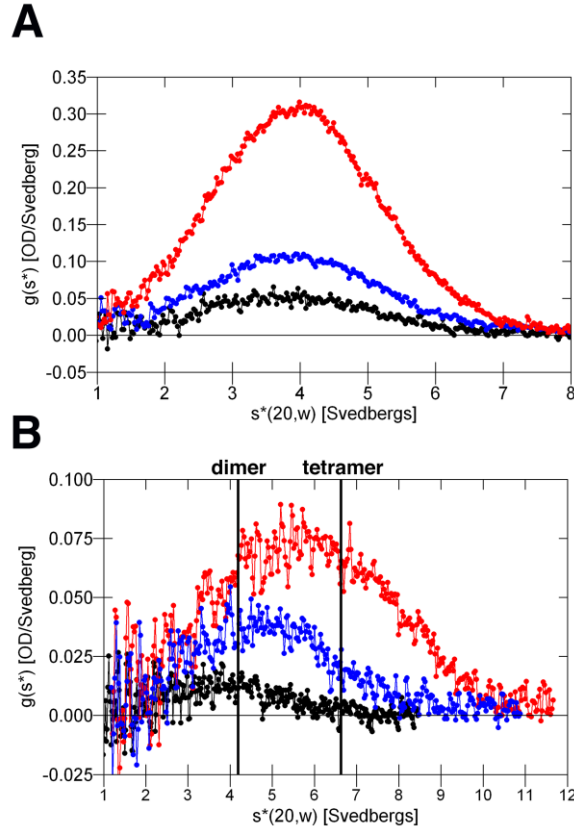 A
0.35
0.30
0.25
0.20
0.15
0.10
0.05
0.00
-0.05
g(s*) [OD/Svedberg]
1 2 3 4 5 6 7 8
s*(20,w) [Svedbergs]
B
dimer tetramer
0.100
0.075
0.050
0.025
0.000
-0.025
g(s*) [OD/Svedberg]
1 2 3 4 5 6 7 8 9 10 11 12
s*(20,w) [Svedbergs]